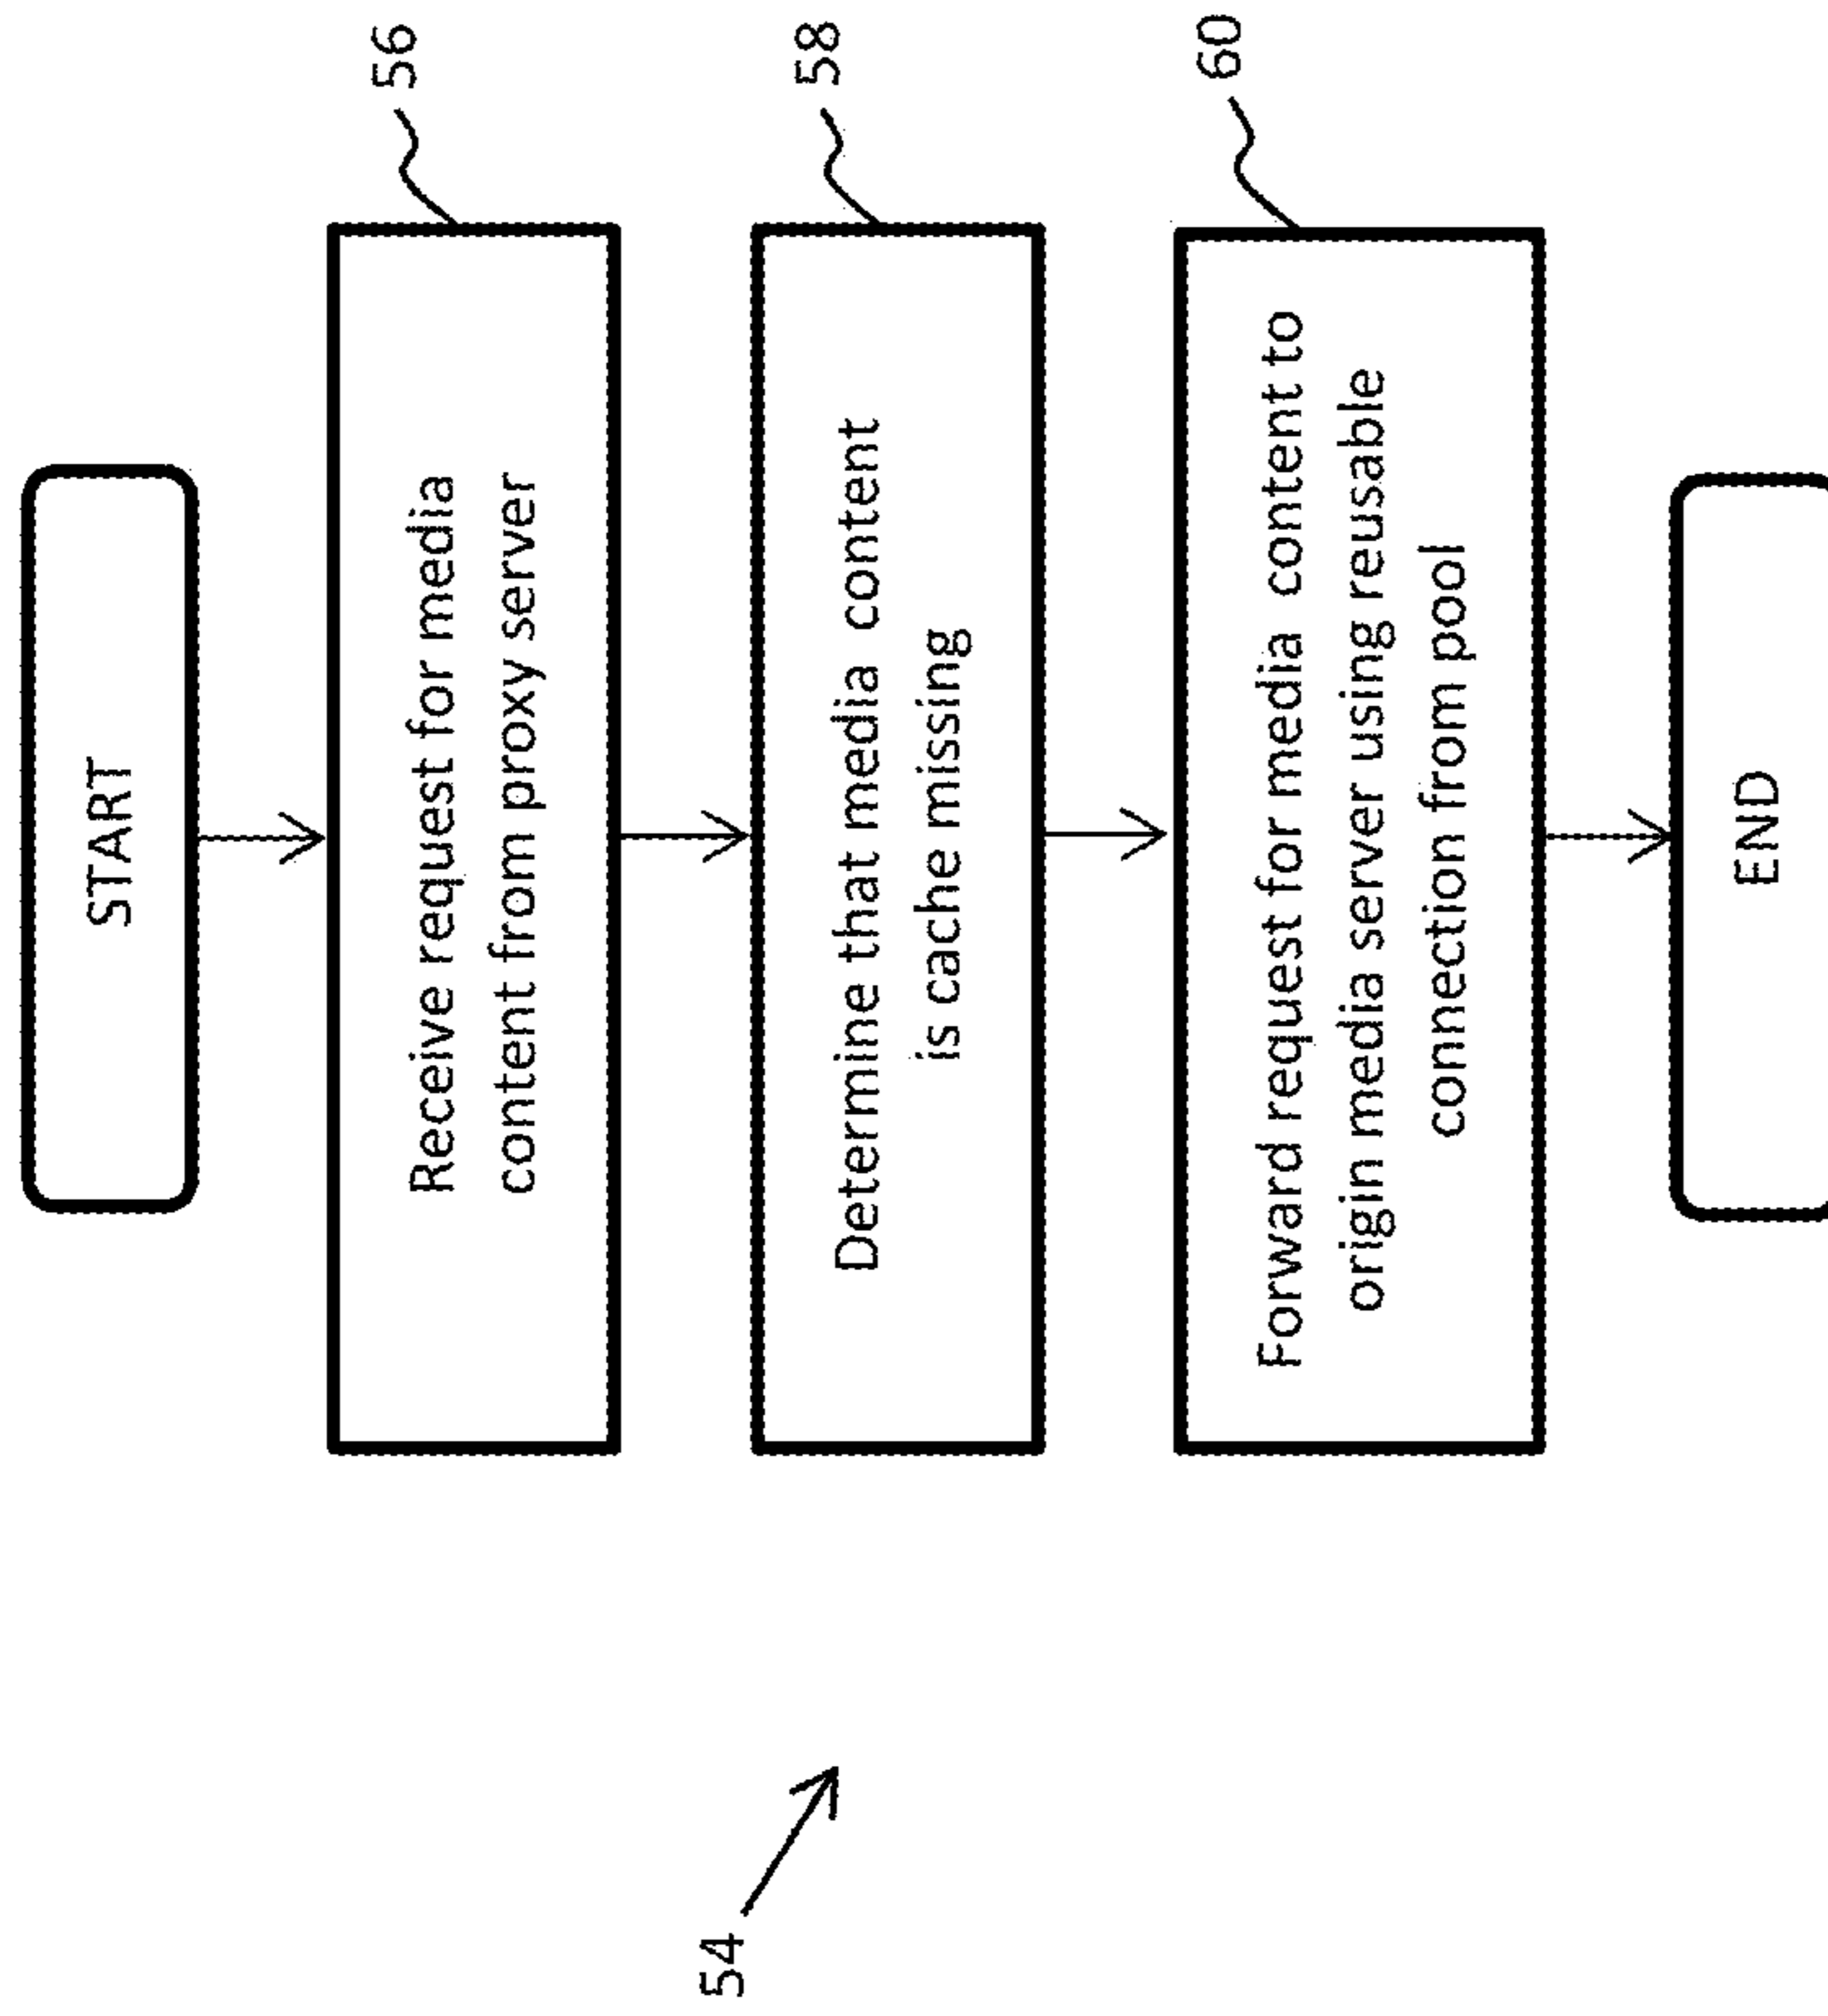 START
Receive request for media
content from proxy server
56
Determine that media content
is cache missing
58
Forward request for media content to
origin media server using reusable
connection from pool
60
END
54